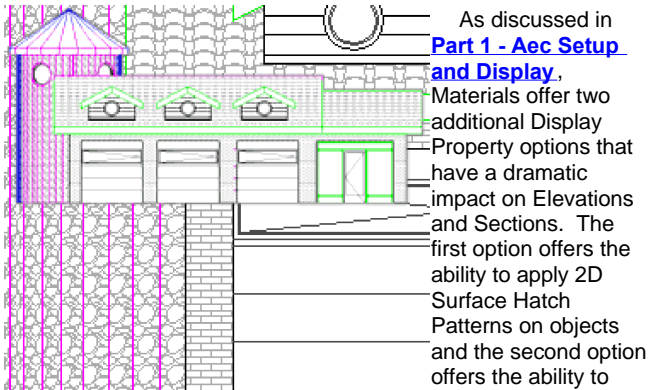 As discussed in
Part 1 - Aec Setup
and Display,
Materials offer two
additional Display
Property options that
have a dramatic
impact on Elevations
and Sections.  The
first option offers the
ability to apply 2D
Surface Hatch
Patterns on objects
and the second option
offers the ability to